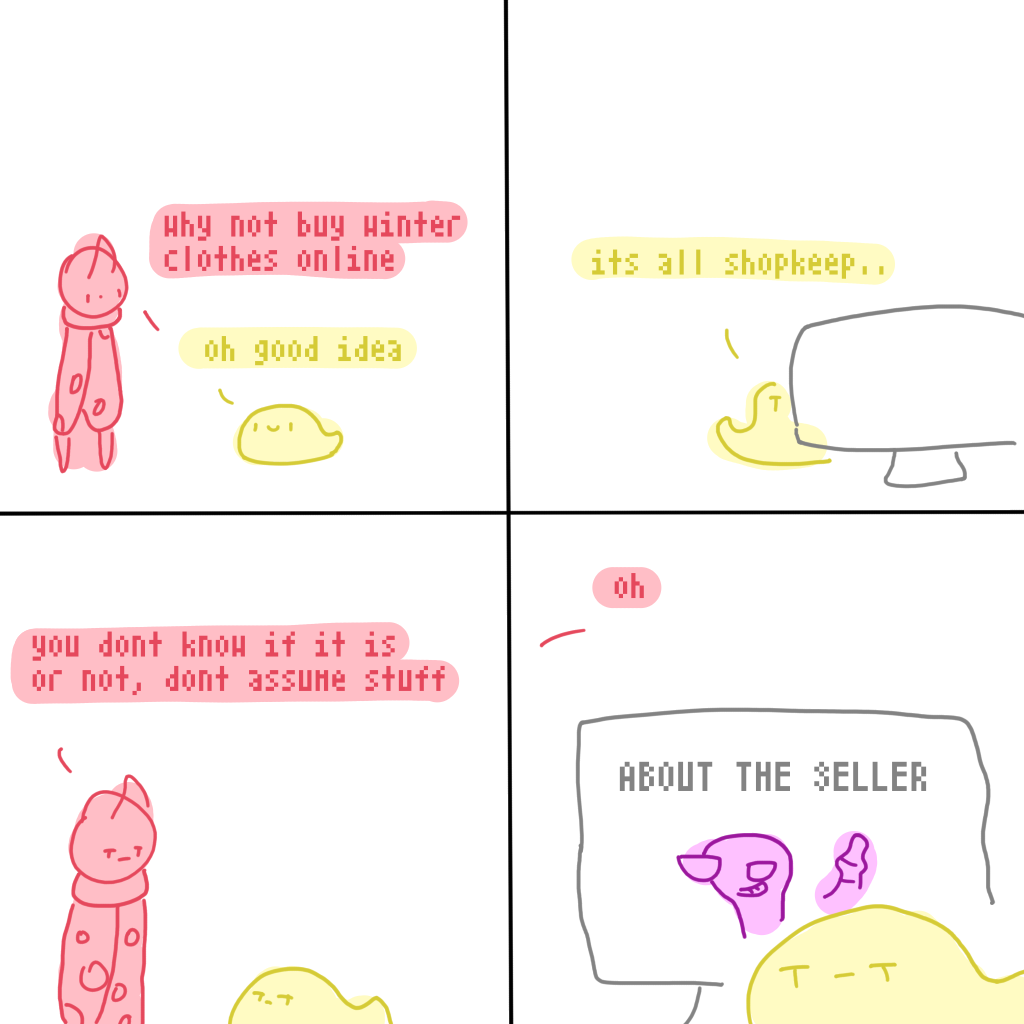 why not buy winter
clothes online
oh good idea
its all shopkeep..
you dont know if it is
or not, dont assume stuff
oh
ABOUT THE SELLER